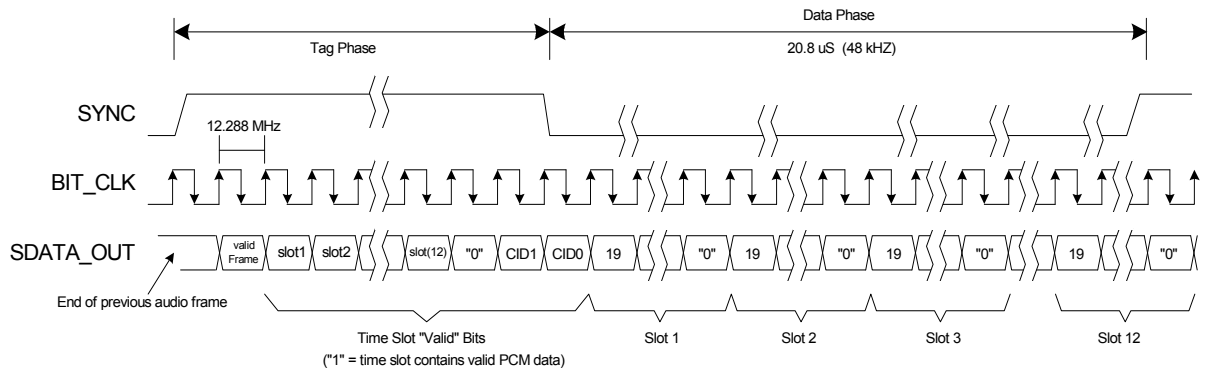 Data Phase
Tag Phase
20.8 uS (48 kHZ)
SYNC
12.288 MHz
BIT_CLK
SDATA_OUT
valid
Frame
slot1
slot2
slot(12)
"0"
CID1
CID0
19
"0"
19
"0"
19
"0"
19
"0"
End of previous audio frame
Time Slot "Valid" Bits
("1" = time slot contains valid PCM data)
Slot 1
Slot 2
Slot 3
Slot 12